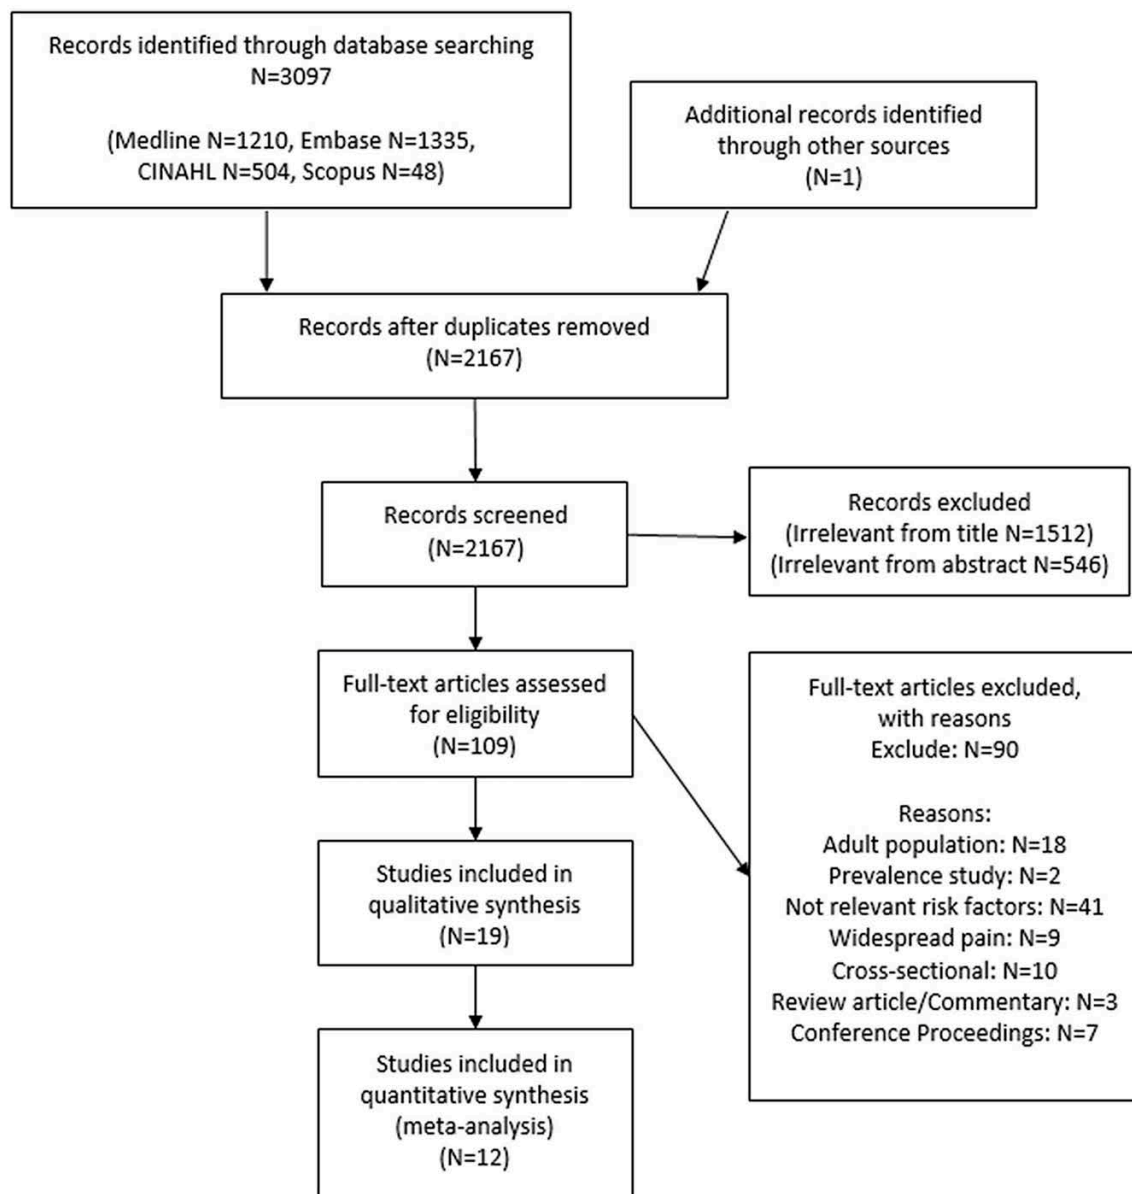 Records identified through database searching
N=3097
(Medline N=1210, Embase N=1335,
CINAHL N=504, Scopus N=48)
Additional records identified
through other sources
(N=1)
Records after duplicates removed
(N=2167)
Records screened
(N=2167)
Records excluded
(Irrelevant from title N=1512)
(Irrelevant from abstract N=546)
Full-text articles assessed
for eligibility
(N=109)
Full-text articles excluded,
with reasons
Exclude: N=90
Reasons:
Adult population: N=18
Prevalence study: N=2
Not relevant risk factors: N=41
Widespread pain: N=9
Cross-sectional: N=10
Review article/Commentary: N=3
Conference Proceedings: N=7
Studies included in
qualitative synthesis
(N=19)
Studies included in
quantitative synthesis
(meta-analysis)
(N=12)